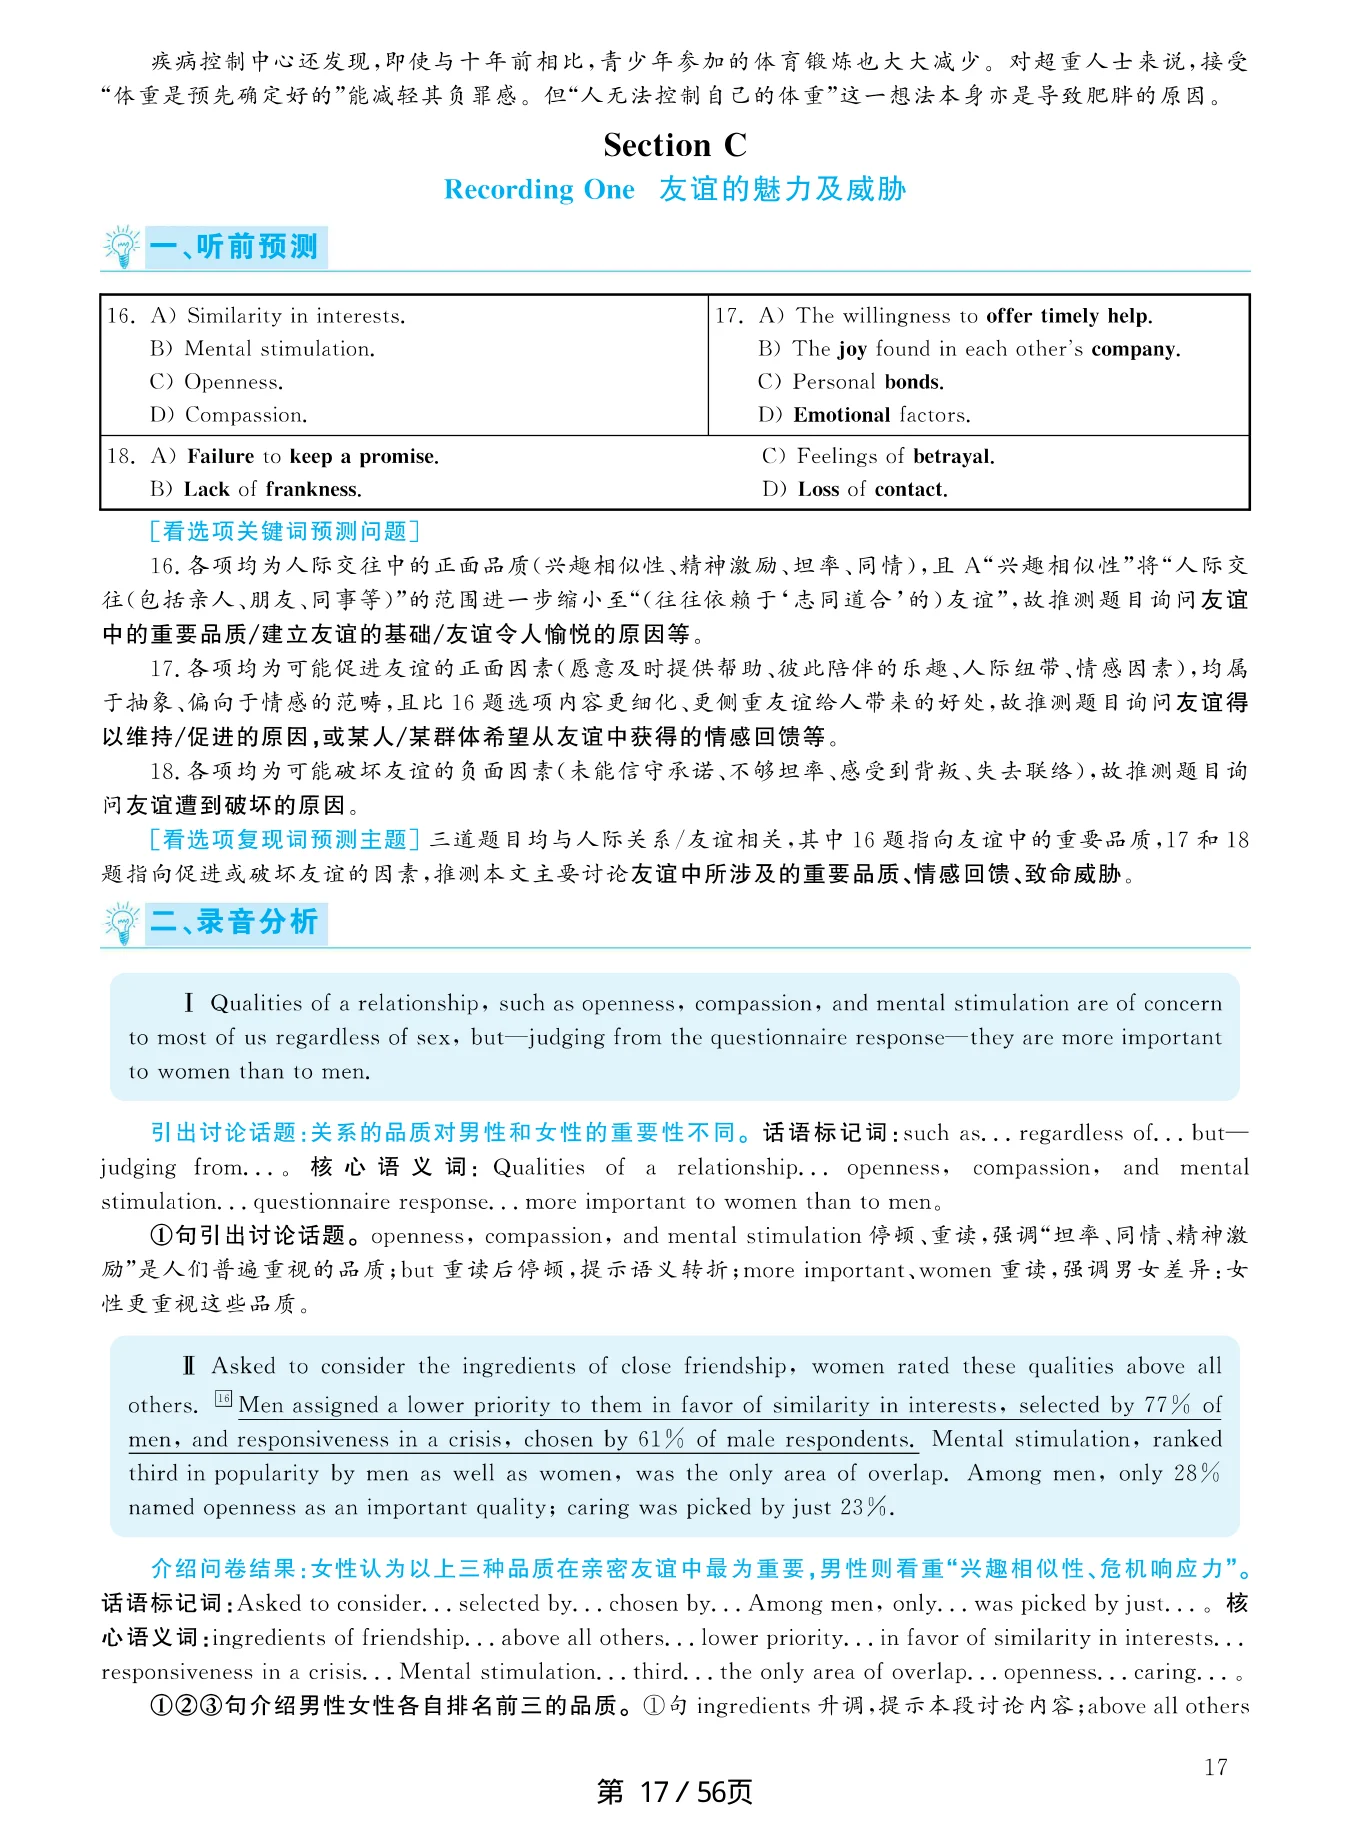 疾病控制中心还发现,即使与十年前相比,青少年参加的体育锻炼也大大减少。对超重人士来说,接受
“体重是预先确定好的”能减轻其负罪感。但“人无法控制自己的体重”这一想法本身亦是导致肥胖的原因。
Section C
Recording One 友谊的魅力及威胁
一、听前预测
16. A) Similarity in interests.
B) Mental stimulation.
C) Openness.
D) Compassion.
17. A) The willingness to offer timely help.
B) The joy found in each other's company.
C) Personal bonds.
D) Emotional factors.
18. A) Failure to keep a promise.
B) Lack of frankness.
C) Feelings of betrayal.
D) Loss of contact.
[看选项关键词预测问题]
16. 各项均为人际交往中的正面品质(兴趣相似性、精神激励、坦率、同情),且 A“兴趣相似性”将“人际交
往(包括亲人、朋友、同事等)”的范围进一步缩小至“(往往依赖于‘志同道合’的)友谊”,故推测题目询问友谊
中的重要品质/建立友谊的基础/友谊令人愉悦的原因等。
17. 各项均为可能促进友谊的正面因素(愿意及时提供帮助、彼此陪伴的乐趣、人际纽带、情感因素),均属
于抽象、偏向于情感的范畴,且比 16 题选项内容更细化、更侧重友谊给人带来的好处,故推测题目询问友谊得
以维持/促进的原因,或某人/某群体希望从友谊中获得的情感回馈等。
18. 各项均为可能破坏友谊的负面因素(未能信守承诺、不够坦率、感受到背叛、失去联络),故推测题目询
问友谊遭到破坏的原因。
[看选项复现词预测主题] 三道题目均与人际关系/友谊相关,其中 16 题指向友谊中的重要品质,17 和 18
题指向促进或破坏友谊的因素,推测本文主要讨论友谊中所涉及的重要品质、情感回馈、致命威胁。
二、录音分析
Ⅰ Qualities of a relationship, such as openness, compassion, and mental stimulation are of concern
to most of us regardless of sex, but—judging from the questionnaire response—they are more important
to women than to men.
引出讨论话题:关系的品质对男性和女性的重要性不同。话语标记词:such as... regardless of... but—
judging from...。核心语义词: Qualities of a relationship... openness, compassion, and mental
stimulation... questionnaire response... more important to women than to men。
①句引出讨论话题。openness, compassion, and mental stimulation 停顿、重读,强调“坦率、同情、精神激
励”是人们普遍重视的品质;but 重读后停顿,提示语义转折;more important、women 重读,强调男女差异:女
性更重视这些品质。
Ⅱ Asked to consider the ingredients of close friendship, women rated these qualities above all
others. [16] Men assigned a lower priority to them in favor of similarity in interests, selected by 77% of
men, and responsiveness in a crisis, chosen by 61% of male respondents. Mental stimulation, ranked
third in popularity by men as well as women, was the only area of overlap. Among men, only 28%
named openness as an important quality; caring was picked by just 23%.
介绍问卷结果:女性认为以上三种品质在亲密友谊中最为重要,男性则看重“兴趣相似性、危机响应力”。
话语标记词:Asked to consider... selected by... chosen by... Among men, only... was picked by just...。核
心语义词:ingredients of friendship... above all others... lower priority... in favor of similarity in interests...
responsiveness in a crisis... Mental stimulation... third... the only area of overlap... openness... caring...。
①②③句介绍男性女性各自排名前三的品质。①句 ingredients 升调,提示本段讨论内容;above all others
17
第 17 / 56页